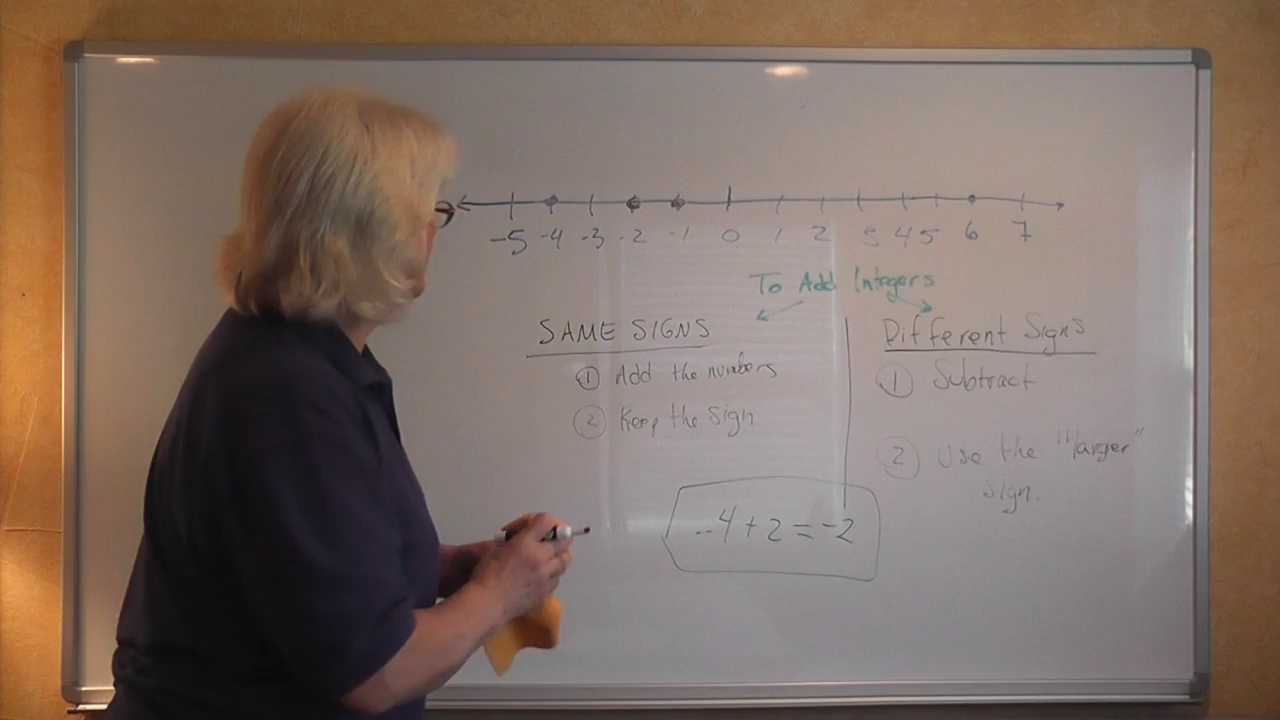 -5 -4 -3 -2 -1 0 1 2 3 4 5 6 7
To Add Integers
SAME SIGNS
① Add the numbers
② Keep the Sign
Different Signs
① Subtract
② Use the "larger"
sign.
-4+2=-2